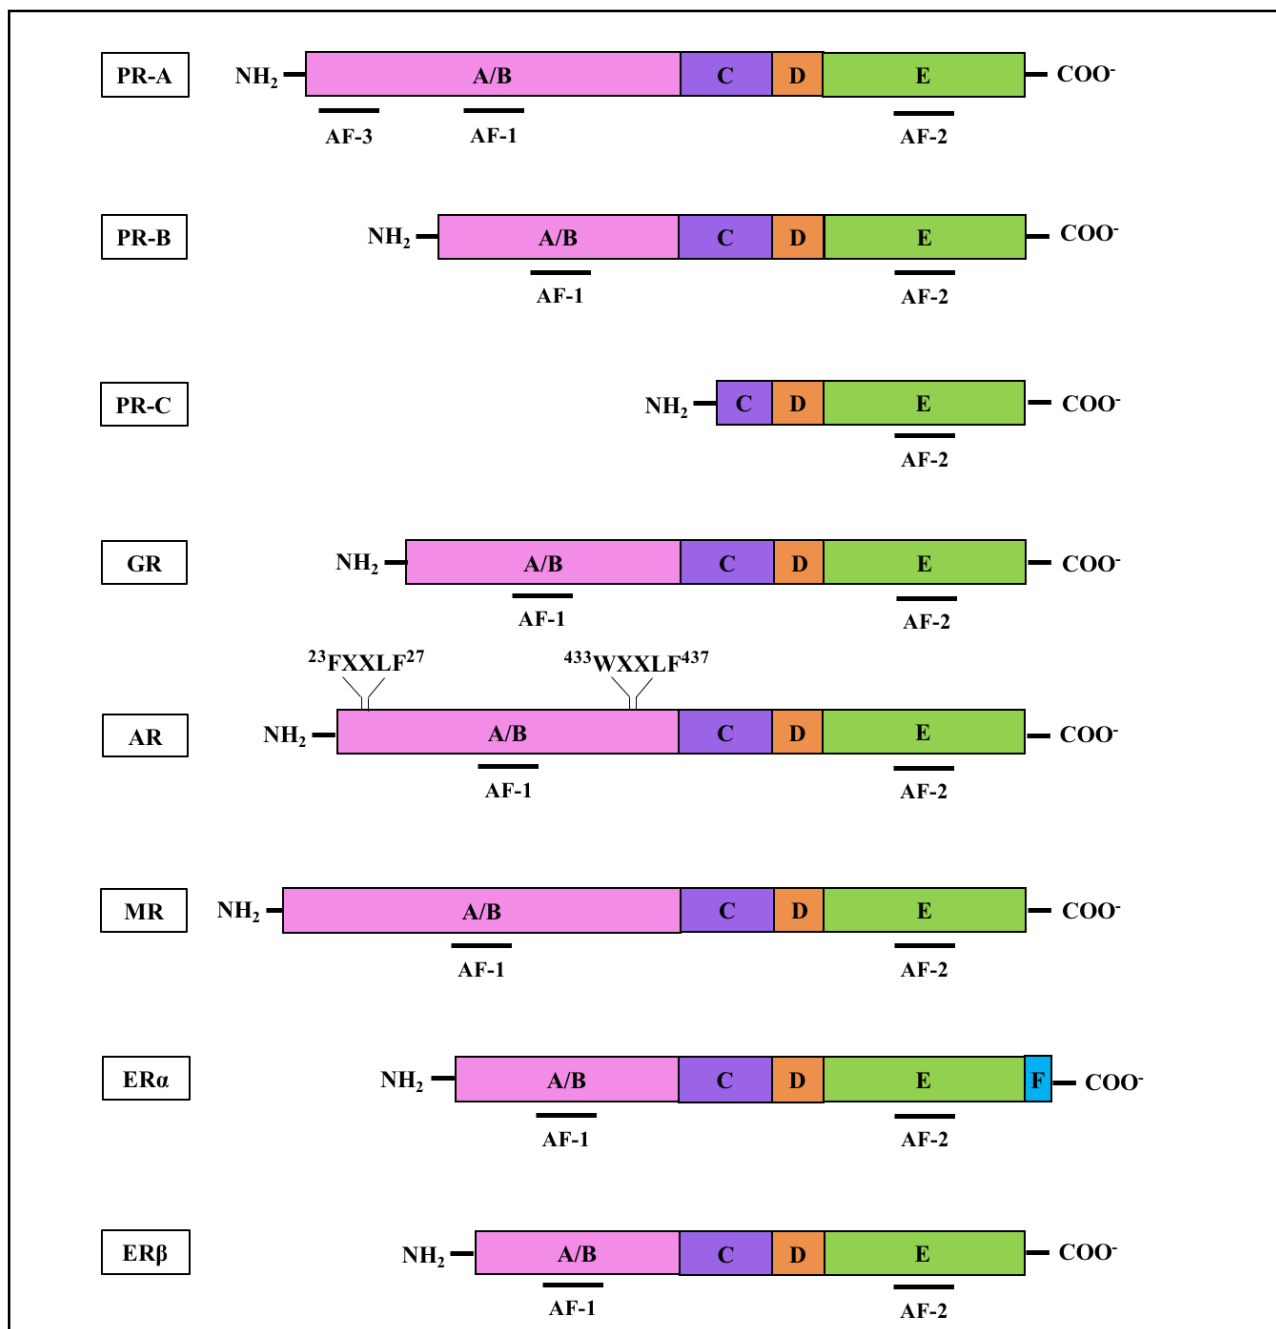 PR-A NH₂ A/B C D E COO⁻
AF-3 AF-1 AF-2
PR-B NH₂ A/B C D E COO⁻
AF-1 AF-2
PR-C NH₂ C D E COO⁻
AF-2
GR NH₂ A/B C D E COO⁻
AF-1 AF-2
²³FXXLF²⁷ ⁴³³WXXLF⁴³⁷
AR NH₂ A/B C D E COO⁻
AF-1 AF-2
MR NH₂ A/B C D E COO⁻
AF-1 AF-2
ERα NH₂ A/B C D E F COO⁻
AF-1 AF-2
ERβ NH₂ A/B C D E COO⁻
AF-1 AF-2